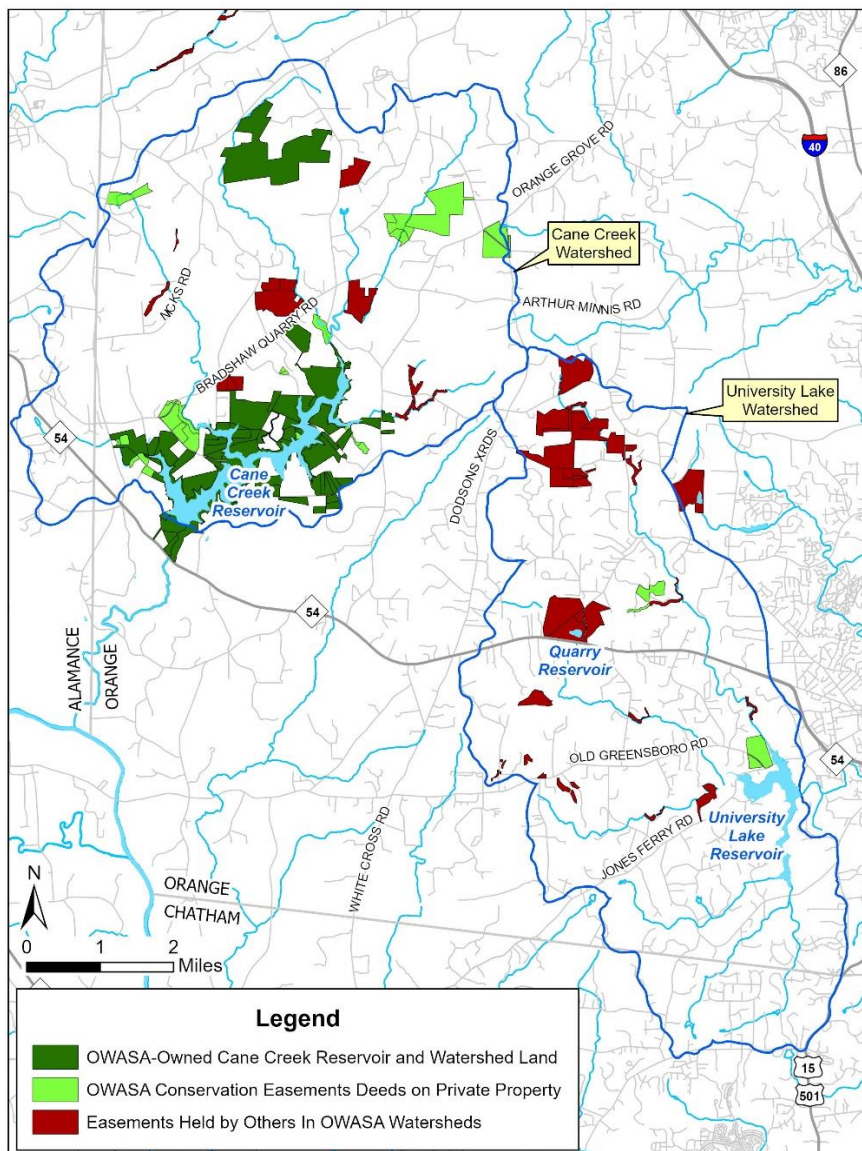 86
40
ORANGE GROVE RD
Cane Creek
Watershed
NICKS RD
ARTHUR MINNIS RD
BRADSHAW QUARRY RD
University Lake
Watershed
54
Cane
Creek
Reservoir
DODSONS XRDS
54
Quarry
Reservoir
ALAMANCE
ORANGE
OLD GREENSBORO RD
54
WHITE CROSS RD
JONES FERRY RD
University
Lake
Reservoir
N
ORANGE
CHATHAM
0 1 2
Miles
Legend
OWASA-Owned Cane Creek Reservoir and Watershed Land
OWASA Conservation Easements Deeds on Private Property
Easements Held by Others In OWASA Watersheds
15
501